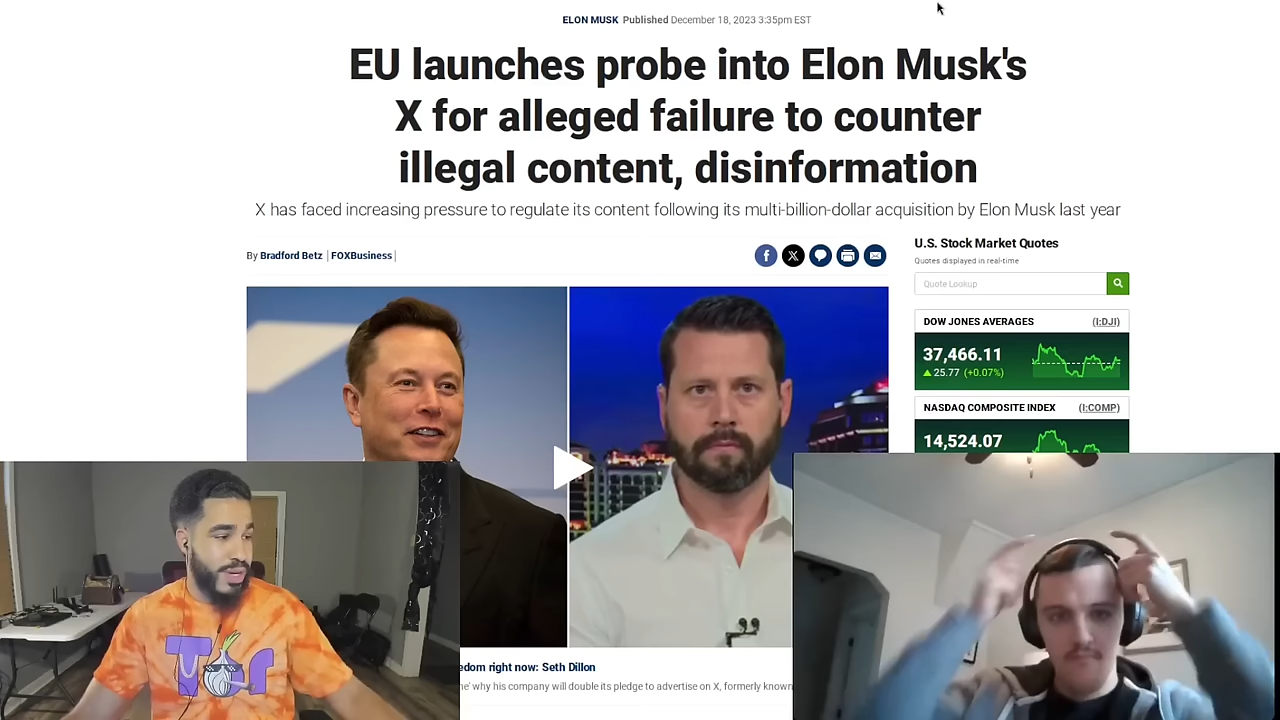 ELON MUSK Published December 18, 2023 3:35pm EST
EU launches probe into Elon Musk's
X for alleged failure to counter
illegal content, disinformation
X has faced increasing pressure to regulate its content following its multi-billion-dollar acquisition by Elon Musk last year
By Bradford Betz | FOXBusiness |
U.S. Stock Market Quotes
Quotes displayed in real-time
Quote Lookup
DOW JONES AVERAGES (I:DJI)
37,466.11
25.77 (+0.07%)
NASDAQ COMPOSITE INDEX (I:COMP)
14,524.07
right now: Seth Dillon
why his company will double its pledge to advertise on X, formerly known
Tor